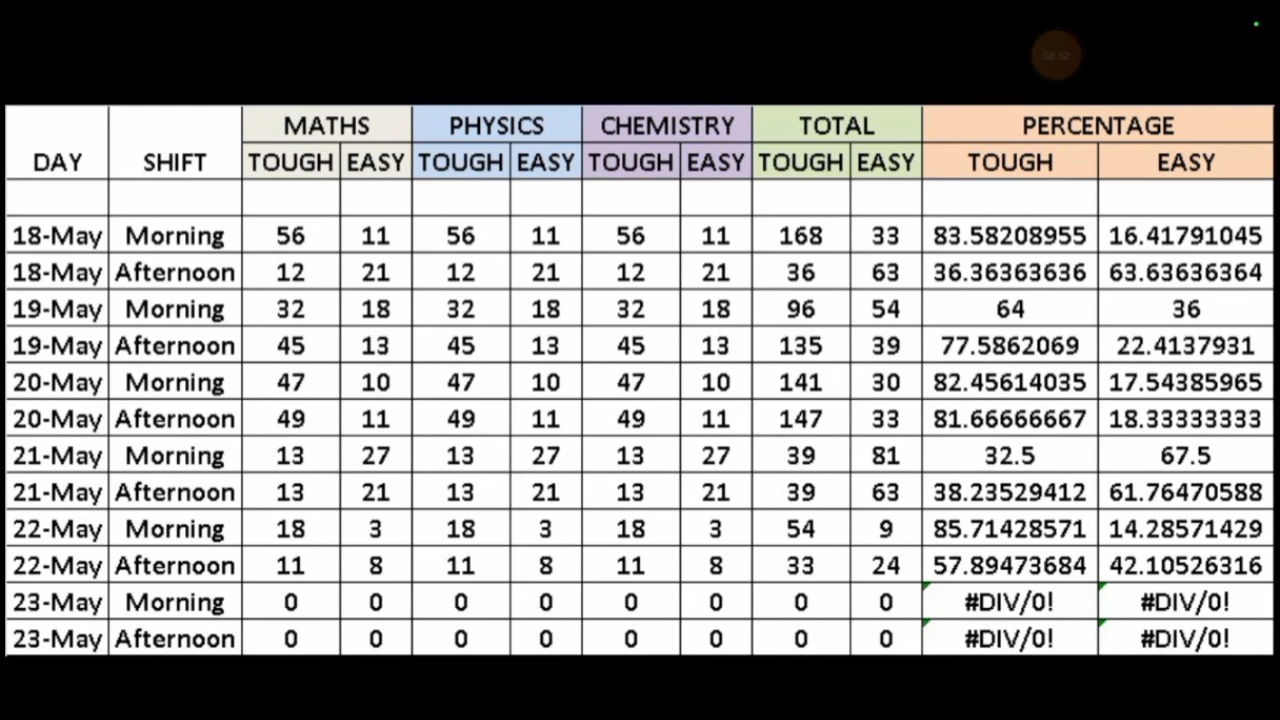 08:52
MATHS PHYSICS CHEMISTRY TOTAL PERCENTAGE
DAY SHIFT TOUGH EASY TOUGH EASY TOUGH EASY TOUGH EASY TOUGH EASY
18-May Morning 56 11 56 11 56 11 168 33 83.58208955 16.41791045
18-May Afternoon 12 21 12 21 12 21 36 63 36.36363636 63.63636364
19-May Morning 32 18 32 18 32 18 96 54 64 36
19-May Afternoon 45 13 45 13 45 13 135 39 77.5862069 22.4137931
20-May Morning 47 10 47 10 47 10 141 30 82.45614035 17.54385965
20-May Afternoon 49 11 49 11 49 11 147 33 81.66666667 18.33333333
21-May Morning 13 27 13 27 13 27 39 81 32.5 67.5
21-May Afternoon 13 21 13 21 13 21 39 63 38.23529412 61.76470588
22-May Morning 18 3 18 3 18 3 54 9 85.71428571 14.28571429
22-May Afternoon 11 8 11 8 11 8 33 24 57.89473684 42.10526316
23-May Morning 0 0 0 0 0 0 0 0 #DIV/0! #DIV/0!
23-May Afternoon 0 0 0 0 0 0 0 0 #DIV/0! #DIV/0!